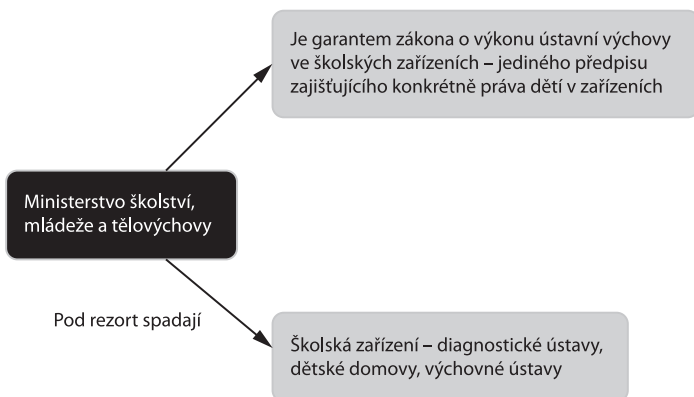 Je garantem zákona o výkonu ústavní výchovy
ve školských zařízeních – jediného předpisu
zajišťujícího konkrétně práva dětí v zařízeních
Ministerstvo školství,
mládeže a tělovýchovy
Pod rezort spadají
Školská zařízení – diagnostické ústavy,
dětské domovy, výchovné ústavy